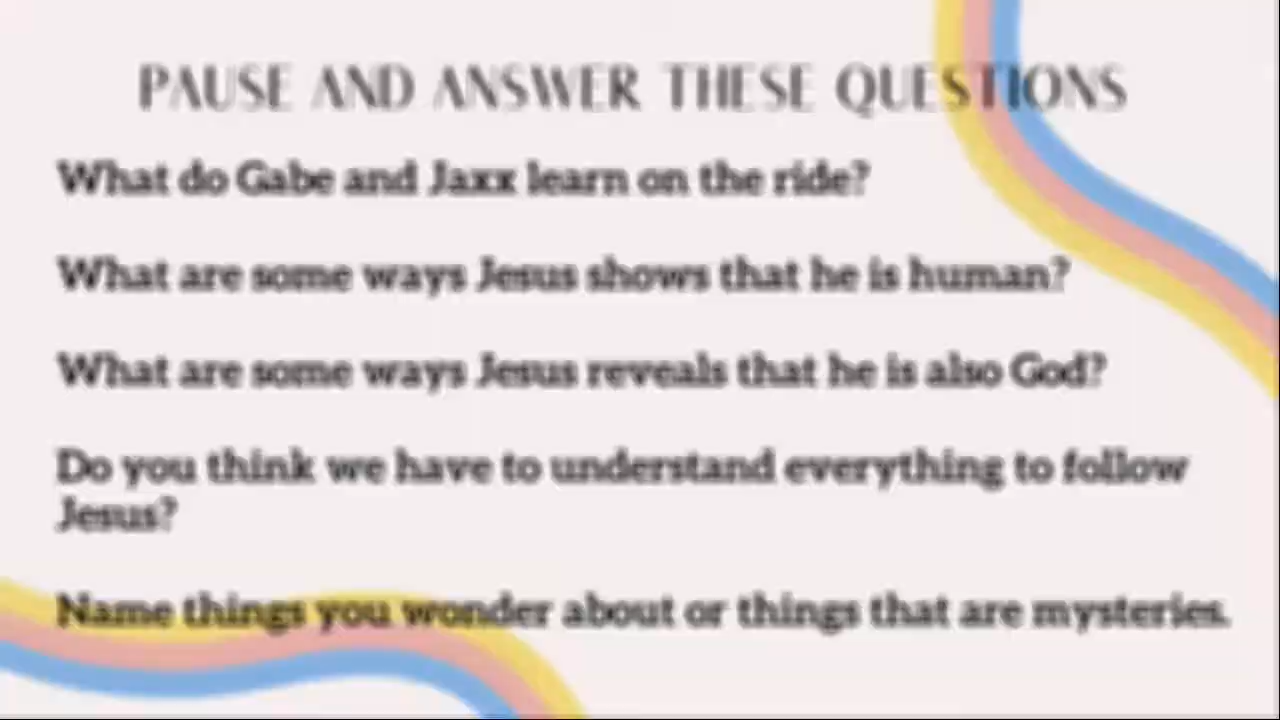 PAUSE AND ANSWER THESE QUESTIONS
What do Gabe and Jaxx learn on the ride?
What are some ways Jesus shows that he is human?
What are some ways Jesus reveals that he is also God?
Do you think we have to understand everything to follow
Jesus?
Name things you wonder about or things that are mysteries.